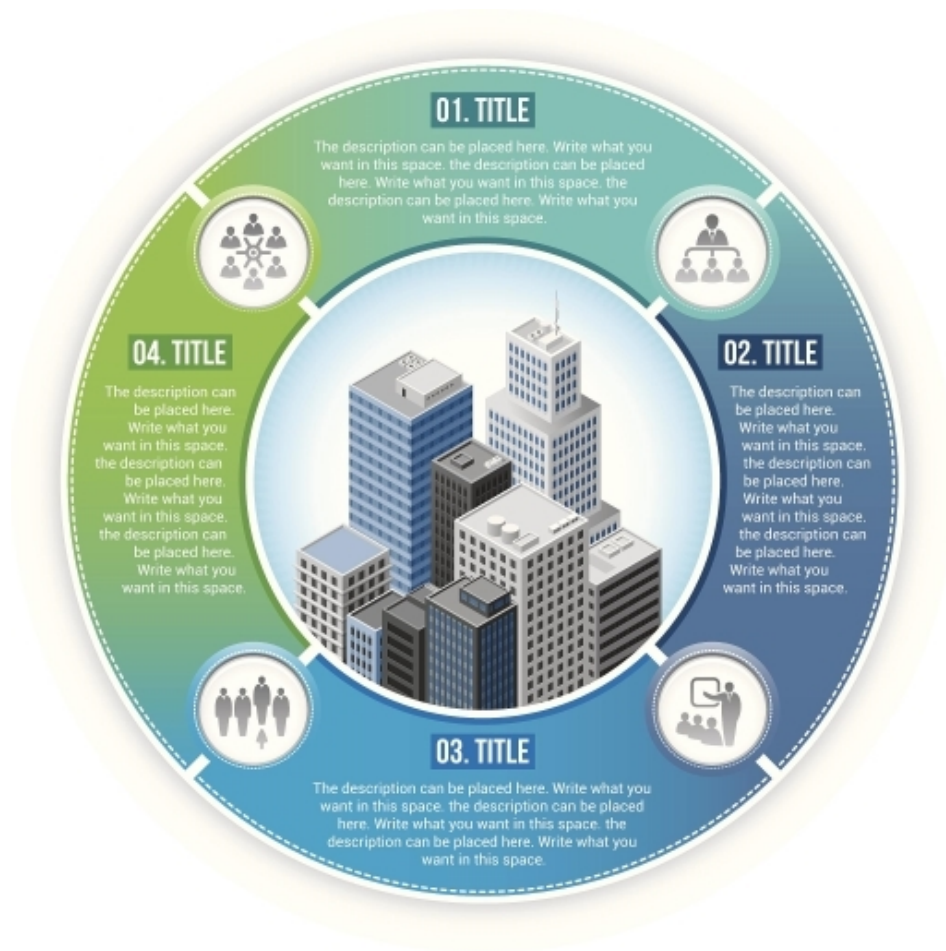 01. TITLE
The description can be placed here. Write what you
want in this space. the description can be placed
here. Write what you want in this space. the
description can be placed here. Write what you
want in this space.
02. TITLE
The description can
be placed here.
Write what you
want in this space.
the description can
be placed here.
Write what you
want in this space.
the description can
be placed here.
Write what you
want in this space.
03. TITLE
The description can be placed here. Write what you
want in this space. the description can be placed
here. Write what you want in this space. the
description can be placed here. Write what you
want in this space.
04. TITLE
The description can
be placed here.
Write what you
want in this space.
the description can
be placed here.
Write what you
want in this space.
the description can
be placed here.
Write what you
want in this space.